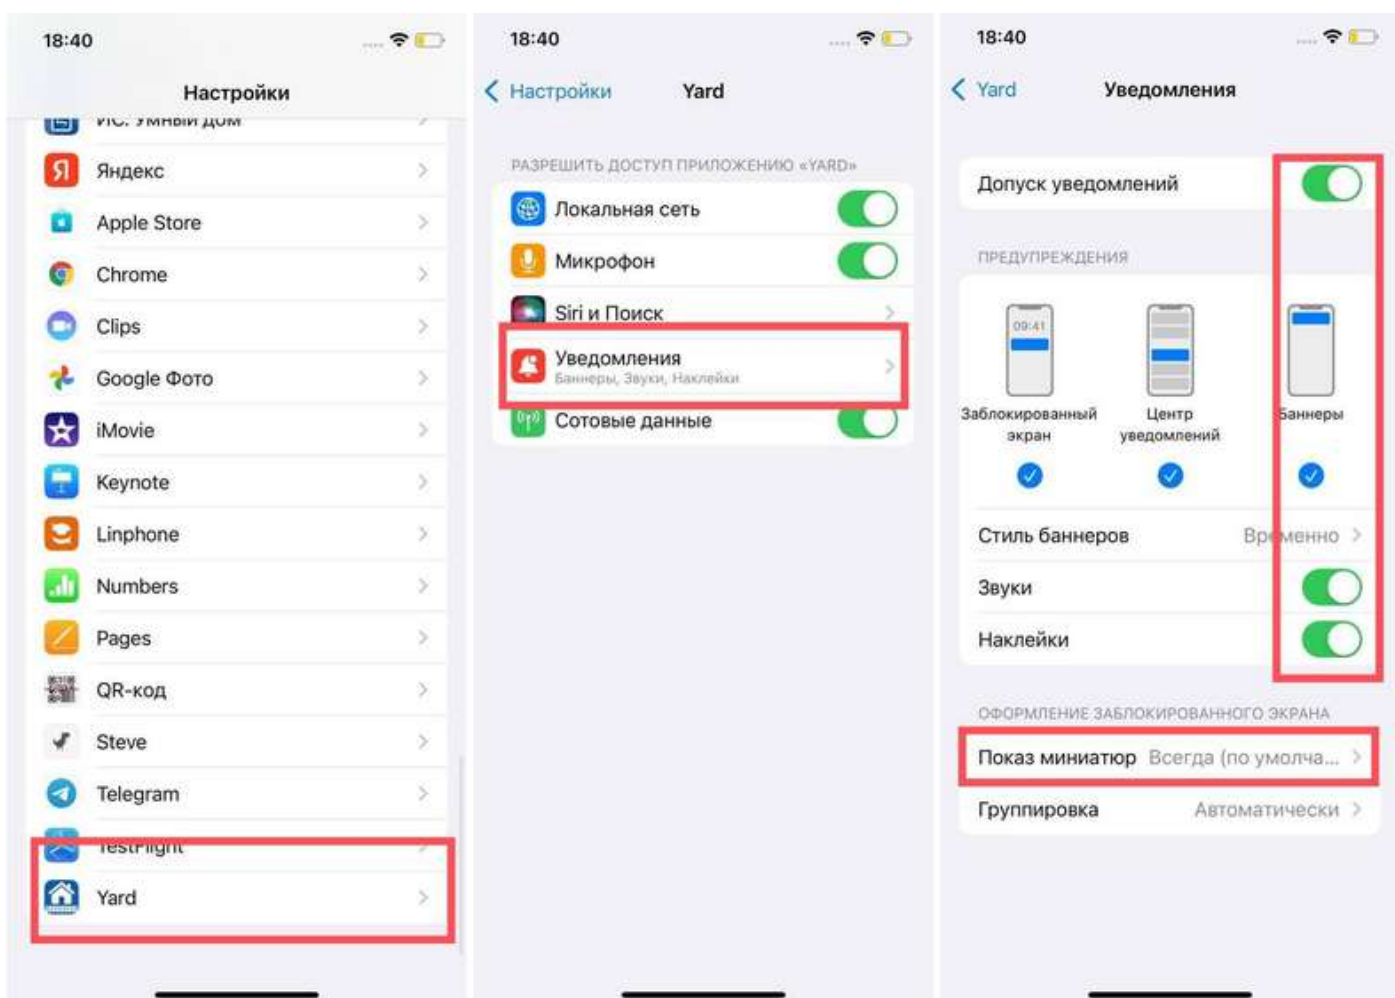 18:40
Настройки
ИС: Умный дом
Яндекс
Apple Store
Chrome
Clips
Google Фото
iMovie
Keynote
Linphone
Numbers
Pages
QR-код
Steve
Telegram
TestFlight
Yard
18:40
Настройки
Yard
РАЗРЕШИТЬ ДОСТУП ПРИЛОЖЕНИЮ «YARD»
Локальная сеть
Микрофон
Siri и Поиск
Уведомления
Баннеры, Звуки, Наклейки
Сотовые данные
18:40
Yard
Уведомления
Допуск уведомлений
ПРЕДУПРЕЖДЕНИЯ
09:41
Заблокированный
экран
Центр
уведомлений
Баннеры
Стиль баннеров
Временно
Звуки
Наклейки
ОФОРМЛЕНИЕ ЗАБЛОКИРОВАННОГО ЭКРАНА
Показ миниатюр
Всегда (по умолча...
Группировка
Автоматически